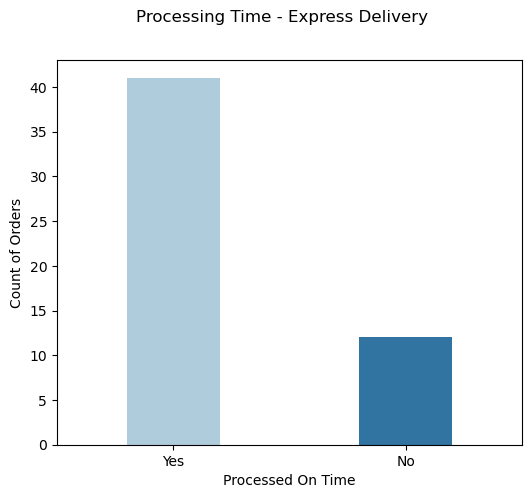 Processing Time - Express Delivery
Count of Orders
40
35
30
25
20
15
10
5
0
Yes
No
Processed On Time